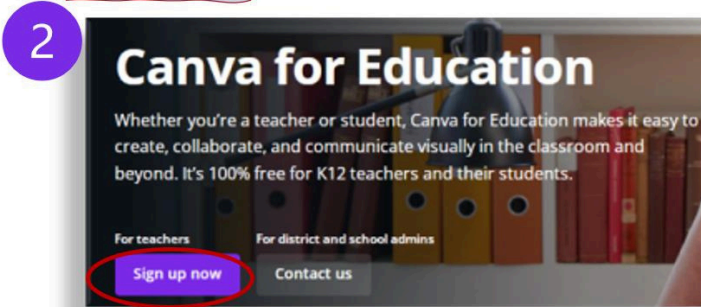 2
Canva for Education
Whether you're a teacher or student, Canva for Education makes it easy to
create, collaborate, and communicate visually in the classroom and
beyond. It's 100% free for K12 teachers and their students.
For teachers For district and school admins
Sign up now Contact us